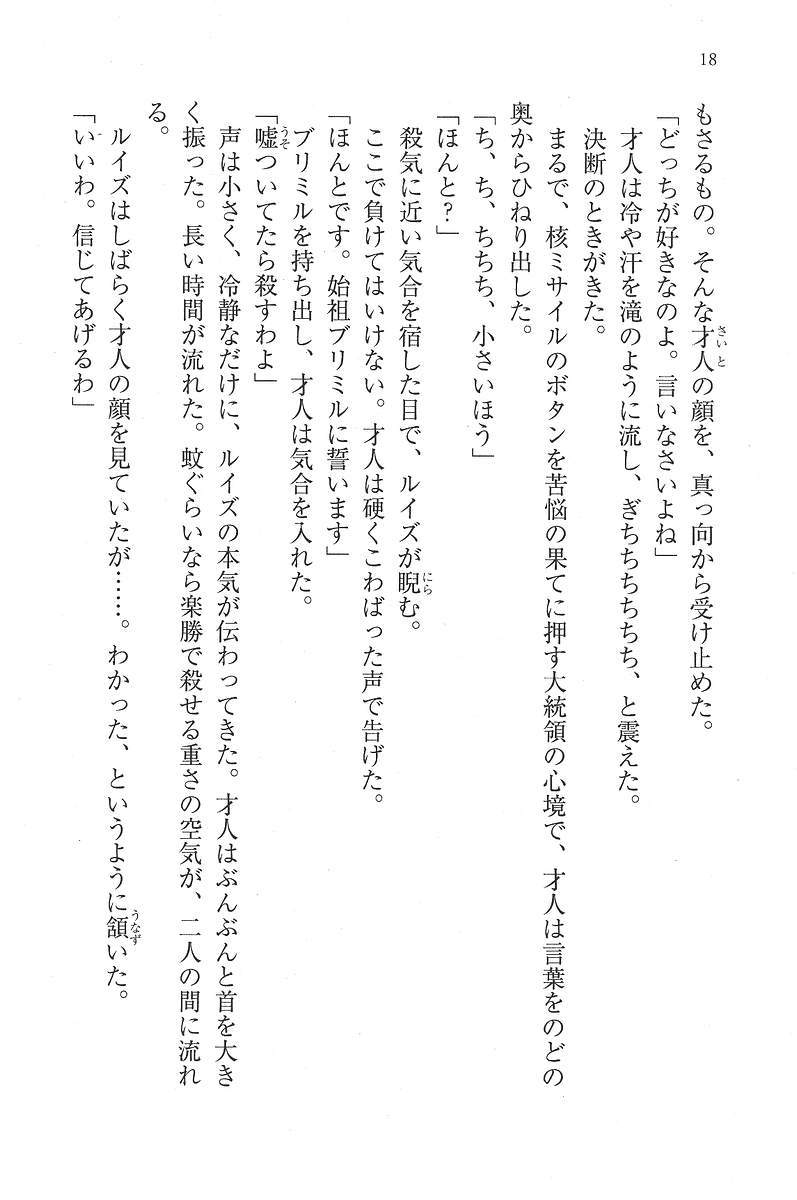 18
もさるもの。そんな才人の顔を、真っ向から受け止めた。
「どっちが好きなのよ。言いなさいよね」
才人は冷や汗を滝のように流し、ぎちちちちちち、と震えた。
決断のときがきた。
まるで、核ミサイルのボタンを苦悩の果てに押す大統領の心境で、才人は言葉をのどの
奥からひねり出した。
「ち、ち、ちちち、小さいほう」
「ほんと?」
殺気に近い気合を宿した目で、ルイズが睨む。
ここで負けてはいけない。才人は硬くこわばった声で告げた。
「ほんとです。始祖ブリミルに誓います」
ブリミルを持ち出し、才人は気合を入れた。
「嘘ついてたら殺すわよ」
声は小さく、冷静なだけに、ルイズの本気が伝わってきた。才人はぶんぶんと首を大き
く振った。長い時間が流れた。蚊ぐらいなら楽勝で殺せる重さの空気が、二人の間に流れ
る。
ルイズはしばらく才人の顔を見ていたが……。わかった、というように頷いた。
「いいわ。信じてあげるわ」